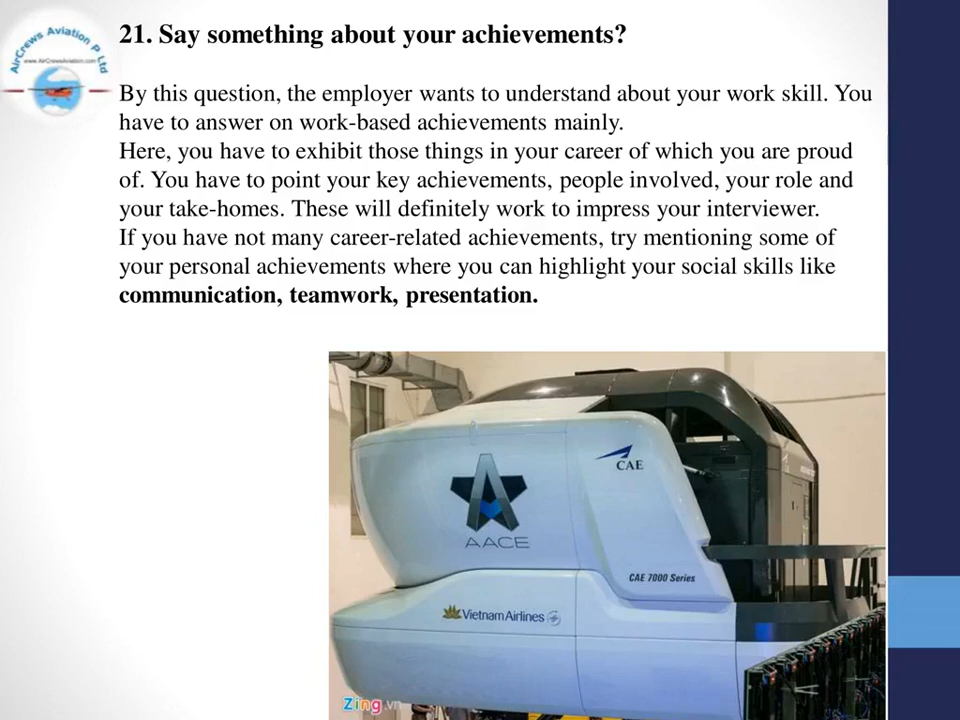 AirCrews Aviation P Ltd
www.AirCrewsAviation.com
21. Say something about your achievements?
By this question, the employer wants to understand about your work skill. You
have to answer on work-based achievements mainly.
Here, you have to exhibit those things in your career of which you are proud
of. You have to point your key achievements, people involved, your role and
your take-homes. These will definitely work to impress your interviewer.
If you have not many career-related achievements, try mentioning some of
your personal achievements where you can highlight your social skills like
communication, teamwork, presentation.
CAE
AACE
CAE 7000 Series
Vietnam Airlines
Zing.vn